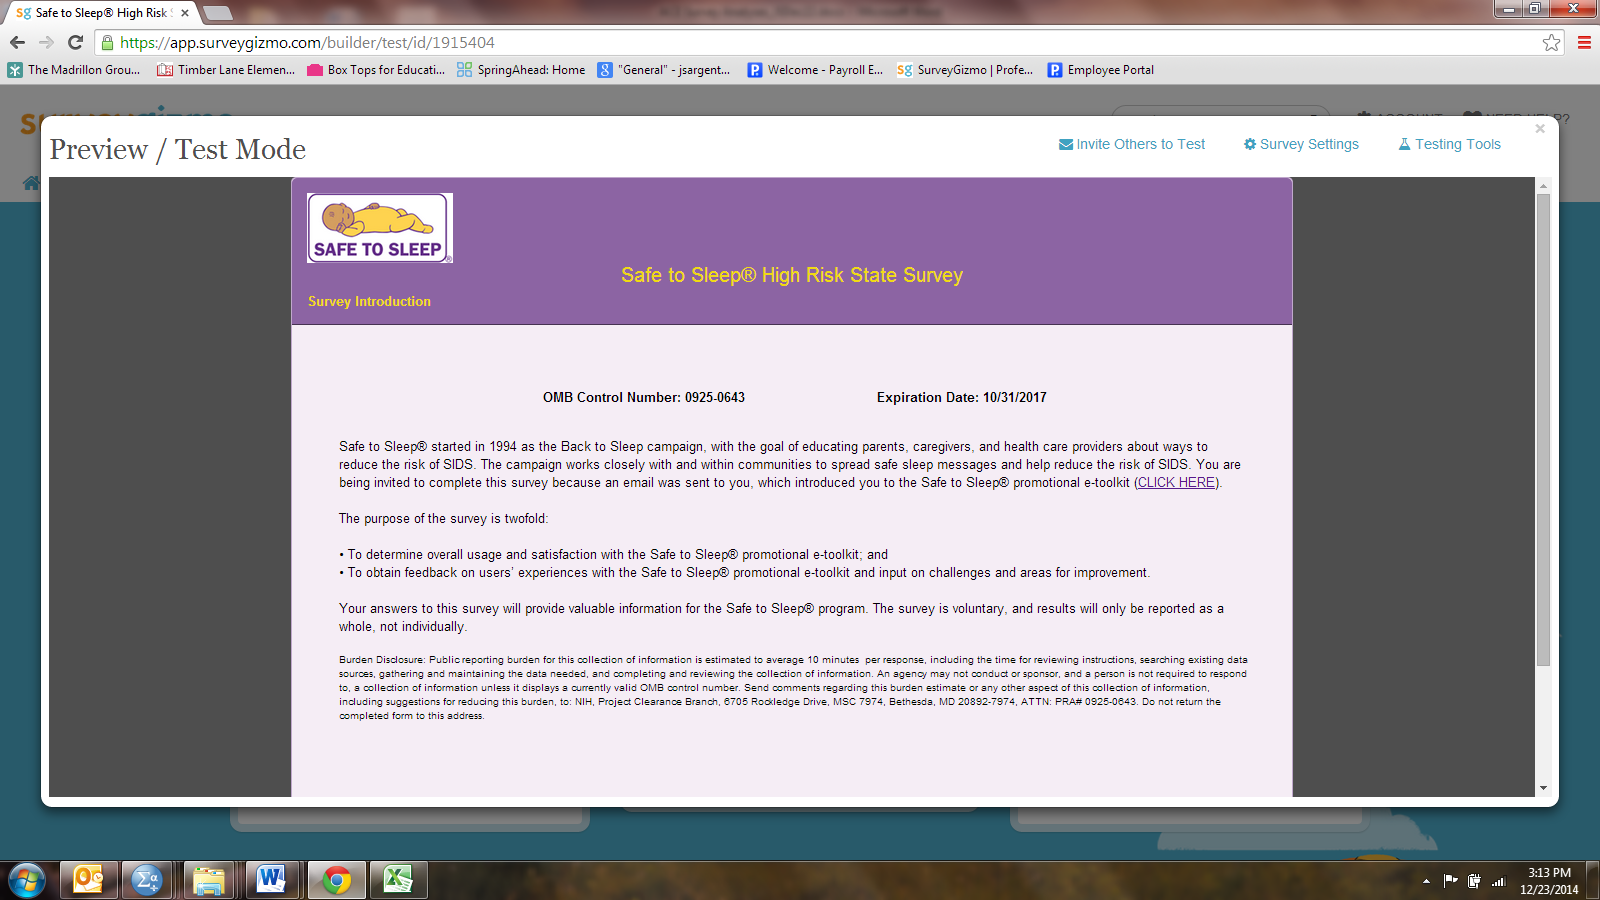 Safe to Sleep® High Risk S
https://app.surveygizmo.com/builder/test/id/1915404
The Madrillon Grou... Timber Lane Elemen... Box Tops for Educati... SpringAhead: Home "General" - jsargent... Welcome - Payroll E... SurveyGizmo | Profe... Employee Portal
Preview / Test Mode
Invite Others to Test Survey Settings Testing Tools
SAFE TO SLEEP®
Safe to Sleep® High Risk State Survey
Survey Introduction
OMB Control Number: 0925-0643 Expiration Date: 10/31/2017
Safe to Sleep® started in 1994 as the Back to Sleep campaign, with the goal of educating parents, caregivers, and health care providers about ways to
reduce the risk of SIDS. The campaign works closely with and within communities to spread safe sleep messages and help reduce the risk of SIDS. You are
being invited to complete this survey because an email was sent to you, which introduced you to the Safe to Sleep® promotional e-toolkit (CLICK HERE).
The purpose of the survey is twofold:
• To determine overall usage and satisfaction with the Safe to Sleep® promotional e-toolkit; and
• To obtain feedback on users’ experiences with the Safe to Sleep® promotional e-toolkit and input on challenges and areas for improvement.
Your answers to this survey will provide valuable information for the Safe to Sleep® program. The survey is voluntary, and results will only be reported as a
whole, not individually.
Burden Disclosure: Public reporting burden for this collection of information is estimated to average 10 minutes per response, including the time for reviewing instructions, searching existing data
sources, gathering and maintaining the data needed, and completing and reviewing the collection of information. An agency may not conduct or sponsor, and a person is not required to respond
to, a collection of information unless it displays a currently valid OMB control number. Send comments regarding this burden estimate or any other aspect of this collection of information,
including suggestions for reducing this burden, to: NIH, Project Clearance Branch, 6705 Rockledge Drive, MSC 7974, Bethesda, MD 20892-7974, ATTN: PRA# 0925-0643. Do not return the
completed form to this address.
3:13 PM
12/23/2014